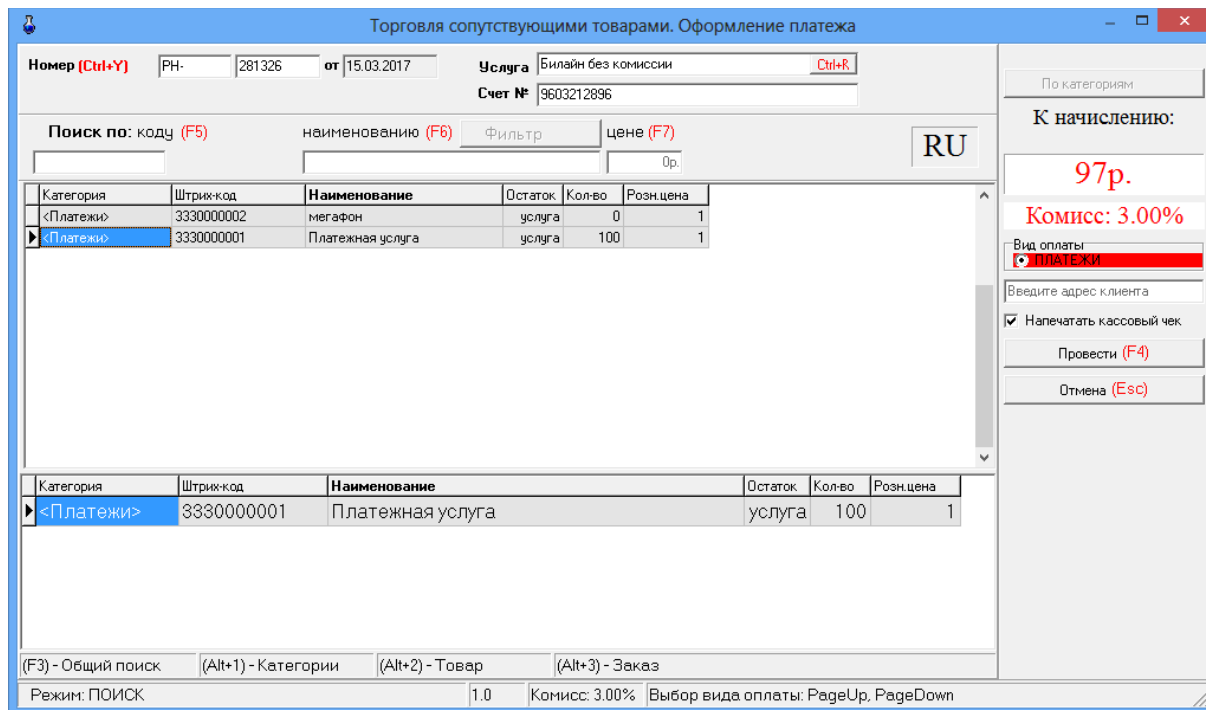 Торговля сопутствующими товарами. Оформление платежа
Номер (Ctrl+Y) РН- 281326 от 15.03.2017 Услуга Билайн без комиссии Ctrl+R
Счет № 9603212896
Поиск по: коду (F5) наименованию (F6) Фильтр цене (F7)
0р.
RU
Категория Штрих-код Наименование Остаток Кол-во Розн.цена
<Платежи> 3330000002 мегафон услуга 0 1
<Платежи> 3330000001 Платежная услуга услуга 100 1
Категория Штрих-код Наименование Остаток Кол-во Розн.цена
<Платежи> 3330000001 Платежная услуга услуга 100 1
По категориям
К начислению:
97р.
Комисс: 3.00%
Вид оплаты
ПЛАТЕЖИ
Введите адрес клиента
Напечатать кассовый чек
Провести (F4)
Отмена (Esc)
(F3) - Общий поиск (Alt+1) - Категории (Alt+2) - Товар (Alt+3) - Заказ
Режим: ПОИСК 1.0 Комисс: 3.00% Выбор вида оплаты: PageUp, PageDown